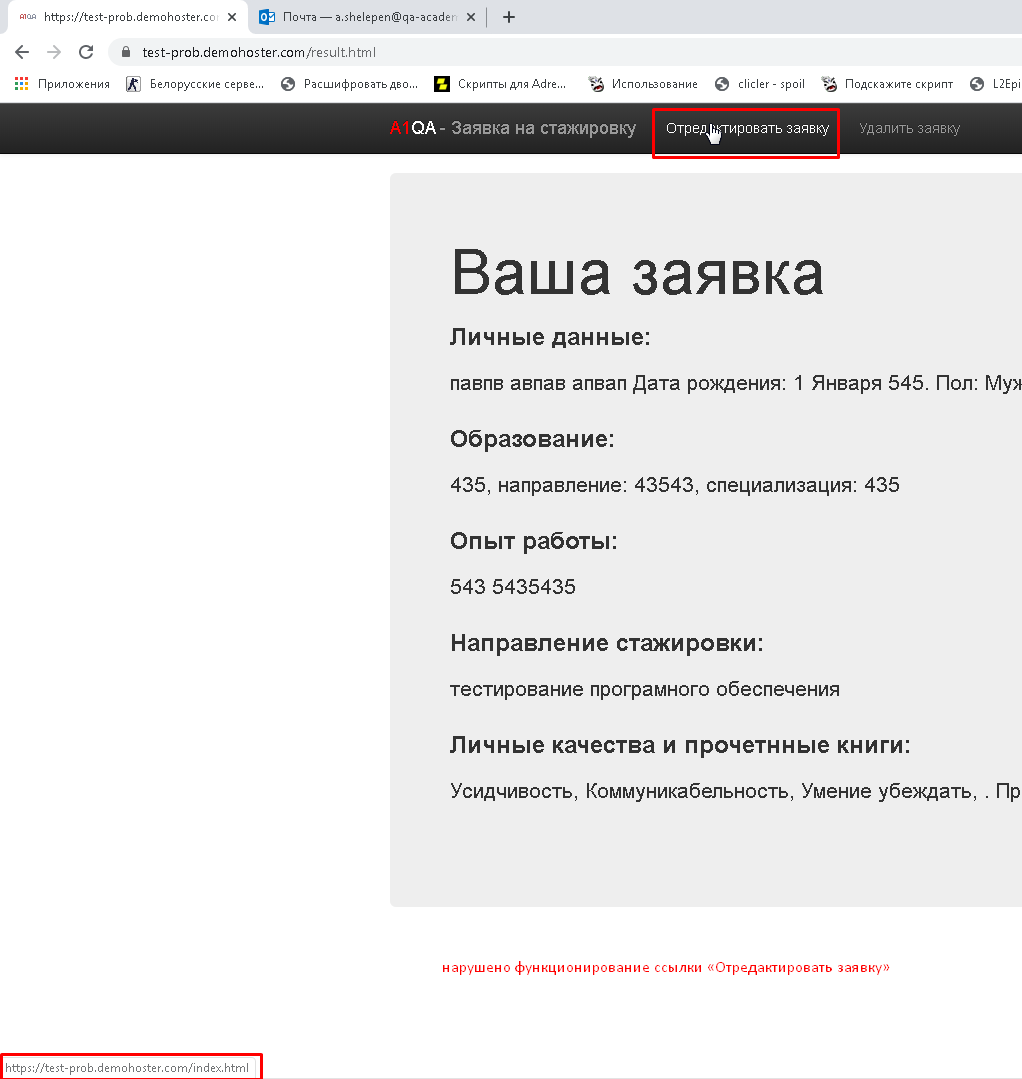 A1QA https://test-prob.demohoster.co
Почта — a.shelepen@qa-academ
test-prob.demohoster.com/result.html
Приложения Белорусские серве... Расшифровать дво... Скрипты для Adre... Использование clicler - spoil Подскажите скрипт L2Epi
A1QA - Заявка на стажировку Отредактировать заявку Удалить заявку
Ваша заявка
Личные данные:
павпв авпав апвап Дата рождения: 1 Января 545. Пол: Муж
Образование:
435, направление: 43543, специализация: 435
Опыт работы:
543 5435435
Направление стажировки:
тестирование програмного обеспечения
Личные качества и прочетнные книги:
Усидчивость, Коммуникабельность, Умение убеждать, . Пр
нарушено функционирование ссылки «Отредактировать заявку»
https://test-prob.demohoster.com/index.html